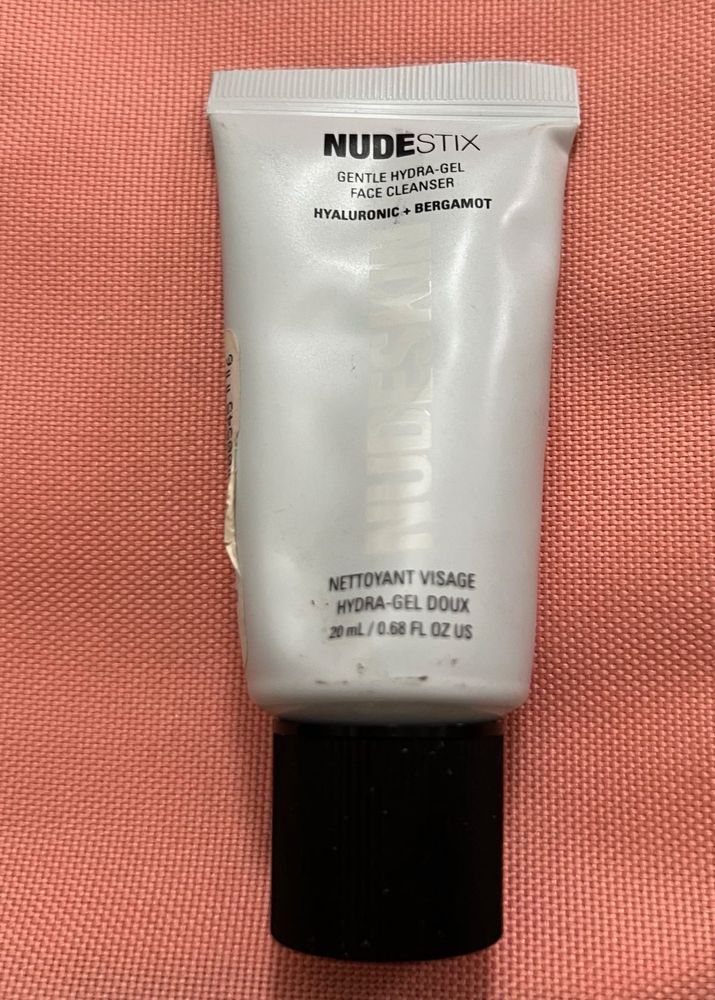 NUDESTIX
GENTLE HYDRA-GEL
FACE CLEANSER
HYALURONIC + BERGAMOT
NUDESKIN
NETTOYANT VISAGE
HYDRA-GEL DOUX
20 mL / 0.68 FL OZ US